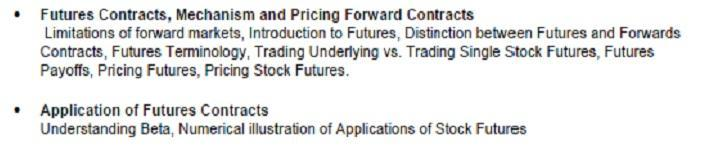 • Futures Contracts, Mechanism and Pricing Forward Contracts
Limitations of forward markets, Introduction to Futures, Distinction between Futures and Forwards
Contracts, Futures Terminology, Trading Underlying vs. Trading Single Stock Futures, Futures
Payoffs, Pricing Futures, Pricing Stock Futures.
• Application of Futures Contracts
Understanding Beta, Numerical illustration of Applications of Stock Futures